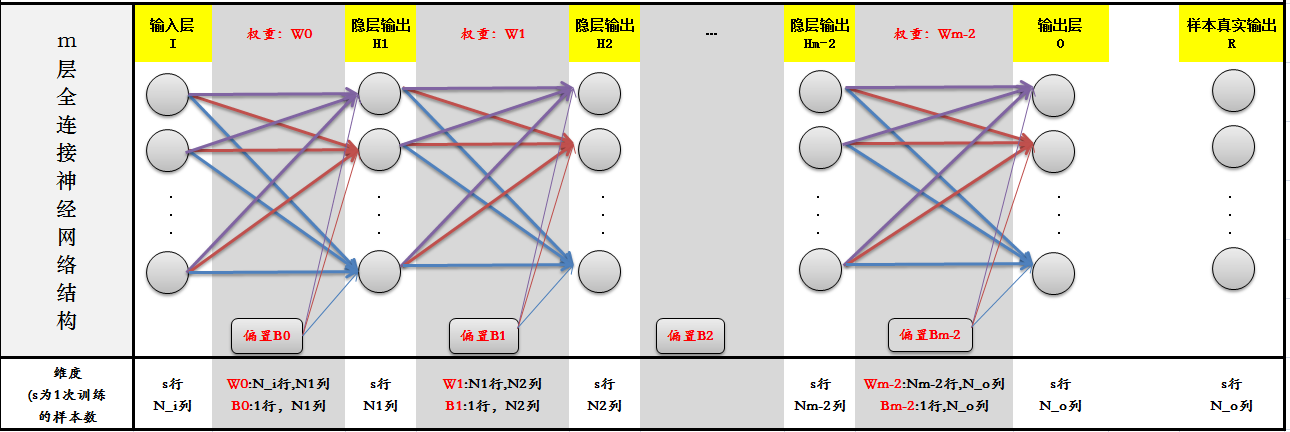 m
层
全
连
接
神
经
网
络
结
构
输入层
I
权重：W0
隐层输出
H1
权重：W1
隐层输出
H2
...
隐层输出
Hm-2
权重：Wm-2
输出层
O
样本真实输出
R
偏置B0
偏置B1
偏置B2
偏置Bm-2
维度
(s为1次训练
的样本数
s行
N_i列
W0:N_i行,N1列
B0:1行，N1列
s行
N1列
W1:N1行,N2列
B1:1行，N2列
s行
N2列
s行
Nm-2列
Wm-2:Nm-2行,N_o列
Bm-2:1行,N_o列
s行
N_o列
s行
N_o列